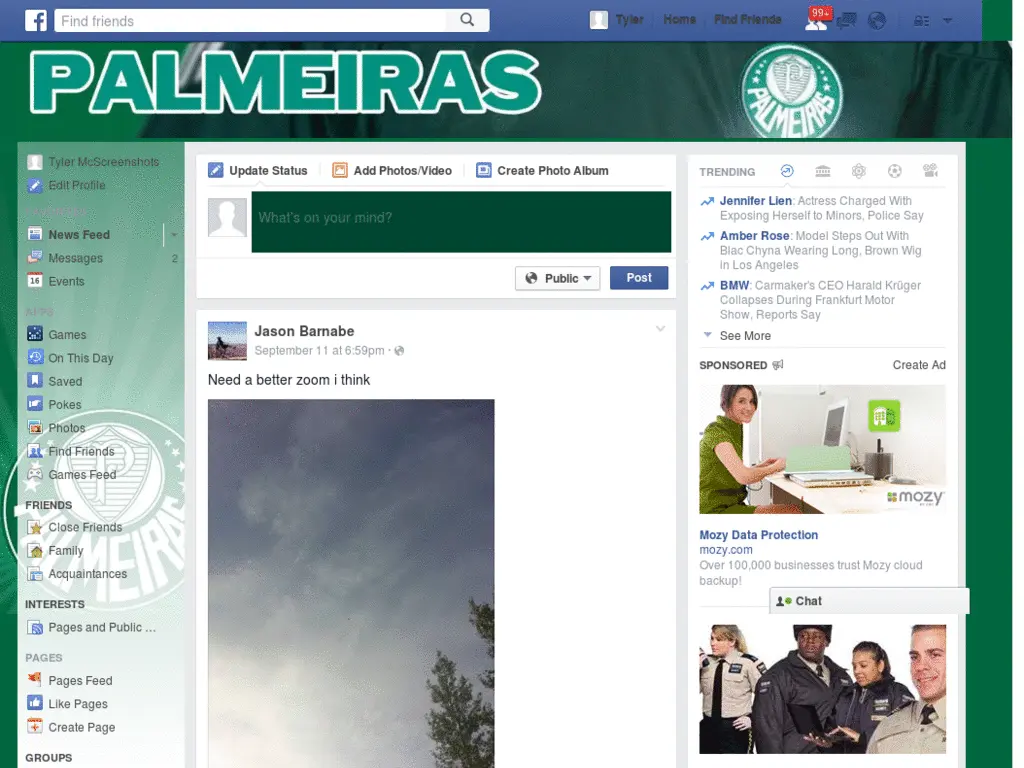 Find friends
Tyler
Home
Find Friends
99+
PALMEIRAS
PALMEIRAS
Tyler McScreenshots
Edit Profile
News Feed
Messages
2
16
Events
APPS
Games
On This Day
Saved
Pokes
Photos
Find Friends
Games Feed
FRIENDS
Close Friends
Family
Acquaintances
PALMEIRAS
INTERESTS
Pages and Public ...
PAGES
Pages Feed
Like Pages
Create Page
GROUPS
Update Status
Add Photos/Video
Create Photo Album
What's on your mind?
Public
Post
Jason Barnabe
September 11 at 6:59pm ·
Need a better zoom i think
TRENDING
Jennifer Lien: Actress Charged With
Exposing Herself to Minors, Police Say
Amber Rose: Model Steps Out With
Blac Chyna Wearing Long, Brown Wig
in Los Angeles
BMW: Carmaker's CEO Harald Krüger
Collapses During Frankfurt Motor
Show, Reports Say
See More
SPONSORED
Create Ad
mozy
Mozy Data Protection
mozy.com
Over 100,000 businesses trust Mozy cloud
backup!
Chat